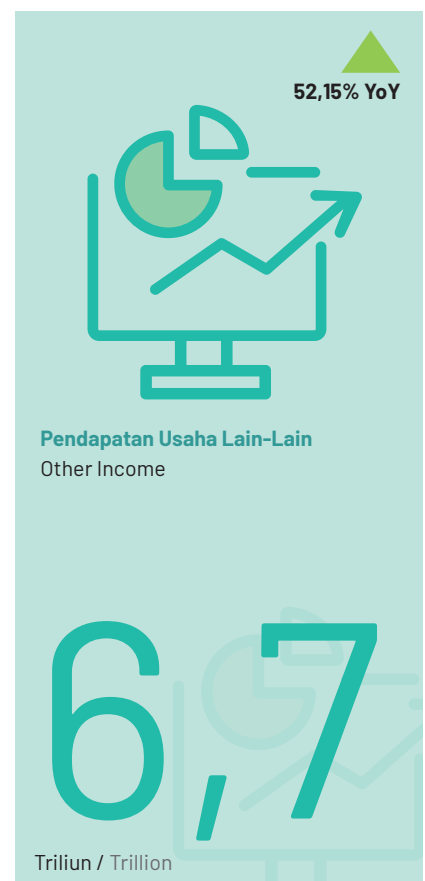 52,15% YoY
Pendapatan Usaha Lain-Lain
Other Income
6,7
Triliun / Trillion